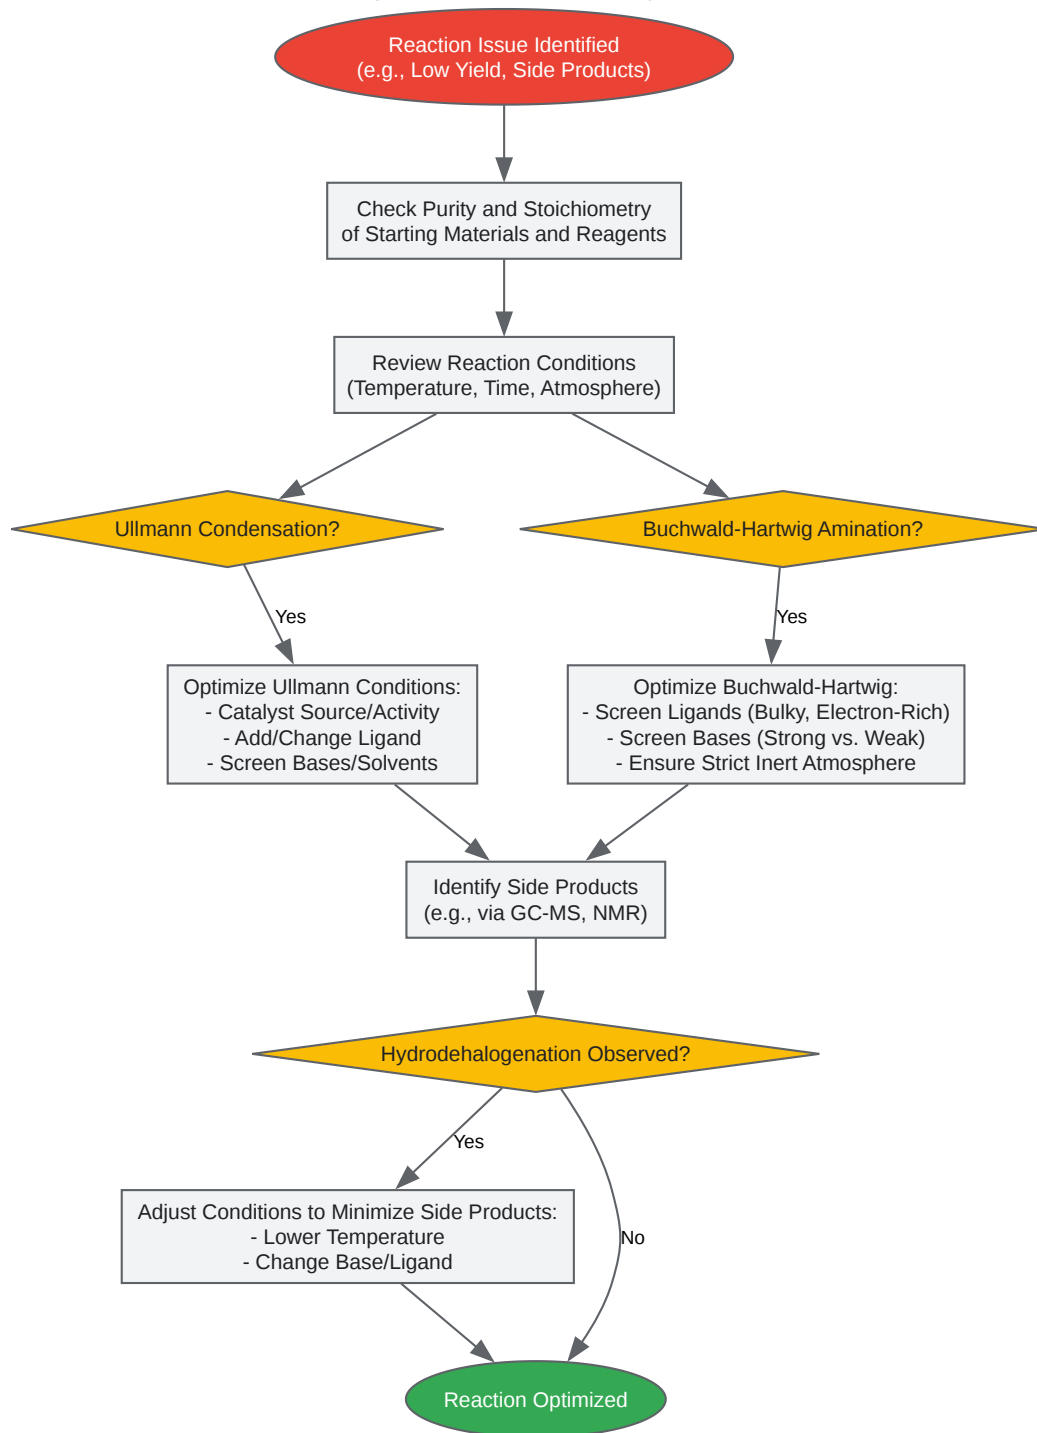 Reaction Issue Identified
(e.g., Low Yield, Side Products)
Check Purity and Stoichiometry
of Starting Materials and Reagents
Review Reaction Conditions
(Temperature, Time, Atmosphere)
Ullmann Condensation?
Buchwald-Hartwig Amination?
Yes
Yes
Optimize Ullmann Conditions:
- Catalyst Source/Activity
- Add/Change Ligand
- Screen Bases/Solvents
Optimize Buchwald-Hartwig:
- Screen Ligands (Bulky, Electron-Rich)
- Screen Bases (Strong vs. Weak)
- Ensure Strict Inert Atmosphere
Identify Side Products
(e.g., via GC-MS, NMR)
Hydrodehalogenation Observed?
Yes
Adjust Conditions to Minimize Side Products:
- Lower Temperature
- Change Base/Ligand
No
Reaction Optimized